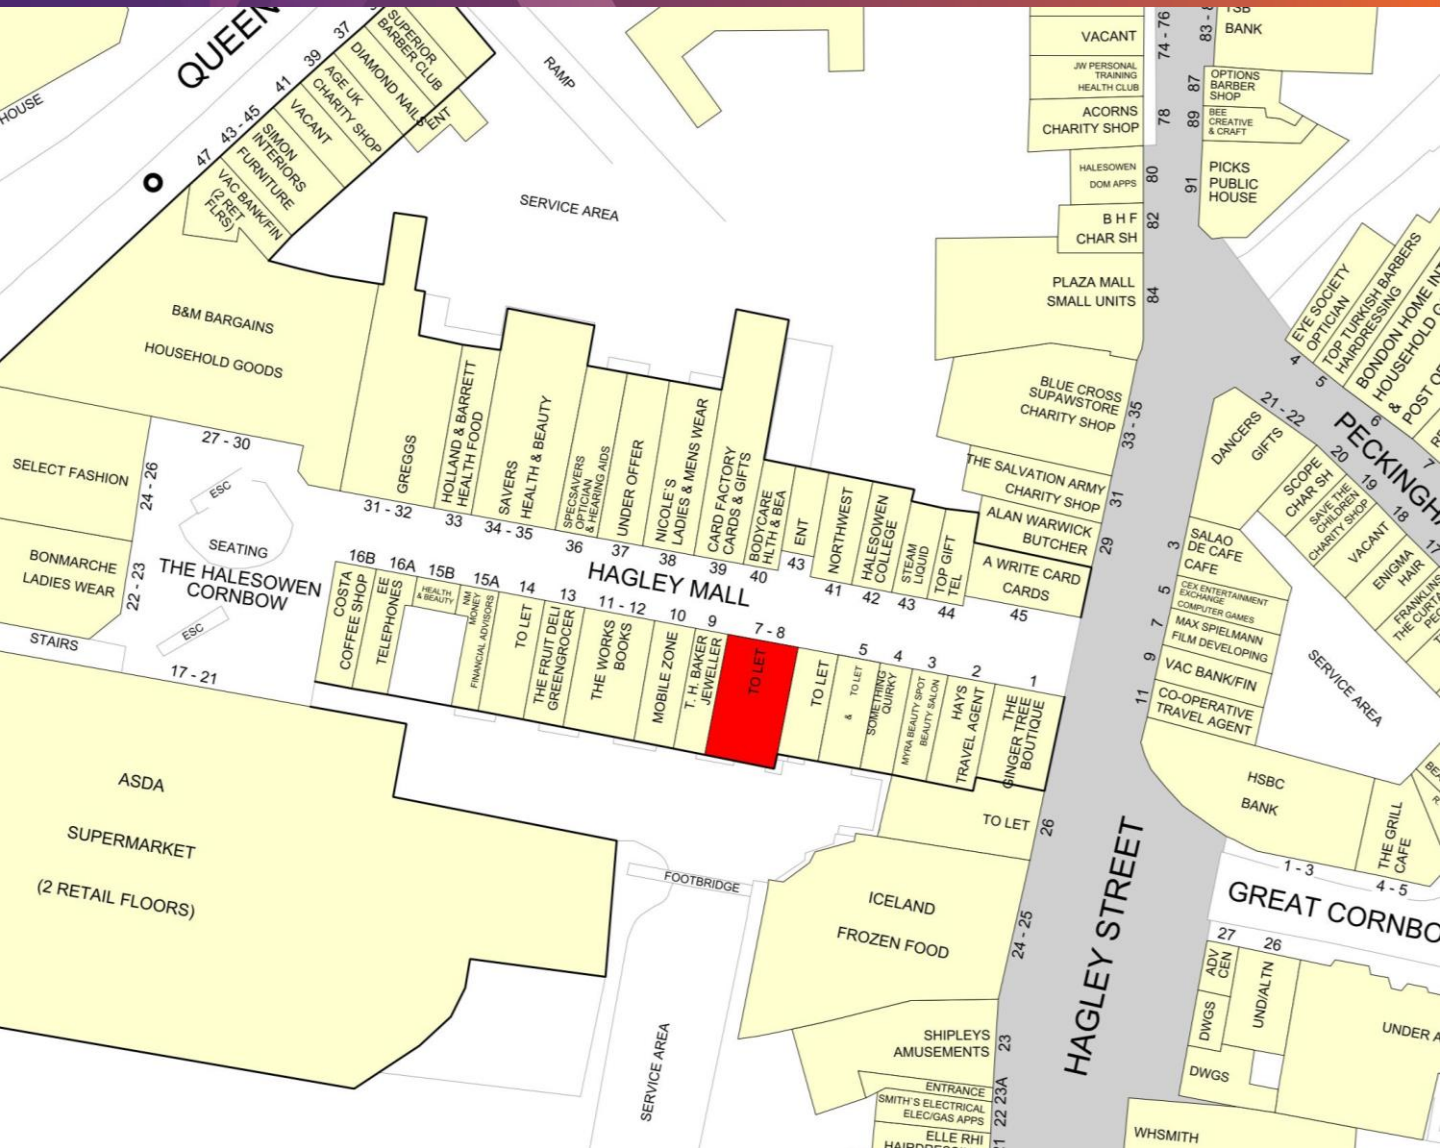 QUEEN
HOUSE
37
39
41
43 - 45
47
SUPERIOR
BARBER CLUB
DIAMOND NAILS
ENT
AGE UK
CHARITY SHOP
VACANT
SIMON
INTERIORS
FURNITURE
VAC BANK/FIN
(2 RET
FLRS)
RAMP
SERVICE AREA
B&M BARGAINS
HOUSEHOLD GOODS
27 - 30
SELECT FASHION
24 - 26
BONMARCHE
LADIES WEAR
22 - 23
STAIRS
ESC
SEATING
THE HALESOWEN
CORNBOW
ESC
17 - 21
GREGGS
31 - 32
HOLLAND & BARRETT
HEALTH FOOD
33
SAVERS
HEALTH & BEAUTY
34 - 35
SPECSAVERS
OPTICIAN
& HEARING AIDS
36
UNDER OFFER
37
NICOLE'S
LADIES & MENS WEAR
38
CARD FACTORY
CARDS & GIFTS
39
BODYCARE
HLTH & BEA
40
ENT
43
NORTHWEST
41
HALESOWEN
COLLEGE
42
STEAM
LIQUID
43
TOP GIFT
TEL
44
A WRITE CARD
CARDS
45
HAGLEY MALL
16B
COSTA
COFFEE SHOP
16A
EE
TELEPHONES
15B
HEALTH
& BEAUTY
15A
NM
MONEY
FINANCIAL ADVISORS
14
TO LET
13
THE FRUIT DELI
GREENGROCER
11 - 12
THE WORKS
BOOKS
10
MOBILE ZONE
9
T. H. BAKER
JEWELLER
7 - 8
TO LET
TO LET
5
TO LET
&
4
SOMETHING
QUIRKY
3
MYRA BEAUTY SPOT
BEAUTY SALON
2
HAYS
TRAVEL AGENT
1
THE
GINGER TREE
BOUTIQUE
ASDA
SUPERMARKET
(2 RETAIL FLOORS)
FOOTBRIDGE
SERVICE AREA
TO LET
26
ICELAND
FROZEN FOOD
24 - 25
SHIPLEYS
AMUSEMENTS
23
ENTRANCE
23A
SMITH'S ELECTRICAL
ELEC/GAS APPS
22
ELLE RHI
HAGLEY STREET
VACANT
74 - 76
JW PERSONAL
TRAINING
HEALTH CLUB
ACORNS
CHARITY SHOP
78
HALESOWEN
DOM APPS
80
B H F
CHAR SH
82
PLAZA MALL
SMALL UNITS
84
BLUE CROSS
SUPAWSTORE
CHARITY SHOP
33 - 35
THE SALVATION ARMY
CHARITY SHOP
31
ALAN WARWICK
BUTCHER
29
TSB
BANK
OPTIONS
BARBER
SHOP
87
BEE
CREATIVE
& CRAFT
89
PICKS
PUBLIC
HOUSE
91
EYE SOCIETY
OPTICIAN
4
TOP TURKISH BARBERS
HAIRDRESSING
5
BONDON HOME INT
HOUSEHOLD G
&
6
POST OF
7
PECKINGHA
21 - 22
DANCERS
GIFTS
20
SCOPE
CHAR SH
19
SAVE THE
CHILDREN
CHARITY SHOP
18
VACANT
17
ENIGMA
HAIR
FRANKLINS
THE CURTA
SERVICE AREA
3
SALAO
DE CAFE
CAFE
5
CEX ENTERTAINMENT
EXCHANGE
COMPUTER GAMES
7
MAX SPIELMANN
FILM DEVELOPING
9
VAC BANK/FIN
11
CO-OPERATIVE
TRAVEL AGENT
HSBC
BANK
1 - 3
THE GRILL
CAFE
4 - 5
GREAT CORNBO
27
26
ADV
CEN
UND/ALTN
DWGS
DWGS
UNDER A
WHSMITH